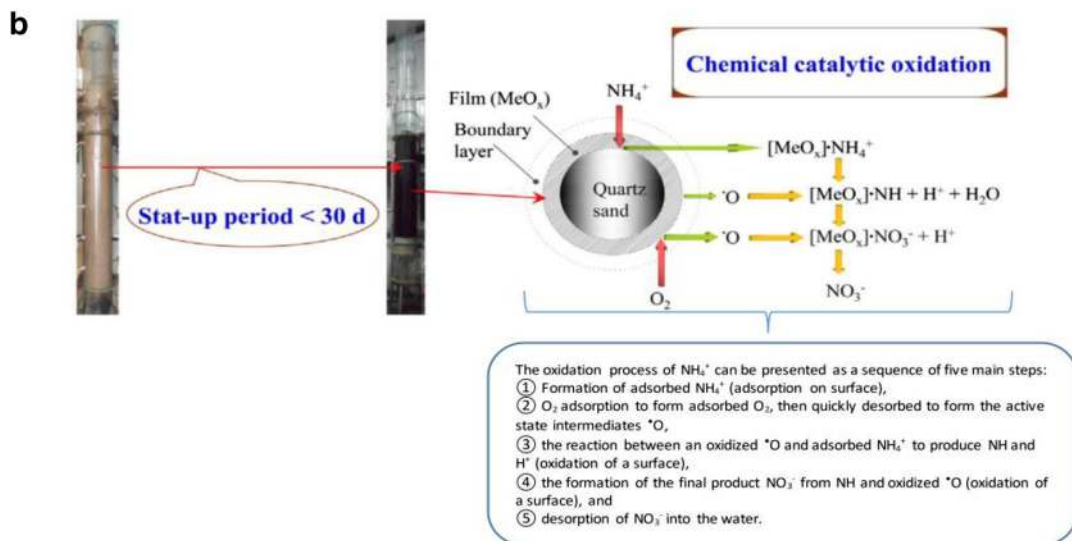 b
Chemical catalytic oxidation
Film (MeOₓ)
NH₄⁺
Boundary
layer
[MeOₓ]·NH₄⁺
Quartz
sand
•O
[MeOₓ]·NH + H⁺ + H₂O
Stat-up period < 30 d
•O
[MeOₓ]·NO₃⁻ + H⁺
O₂
NO₃⁻
The oxidation process of NH₄⁺ can be presented as a sequence of five main steps:
① Formation of adsorbed NH₄⁺ (adsorption on surface),
② O₂ adsorption to form adsorbed O₂, then quickly desorbed to form the active
state intermediates •O,
③ the reaction between an oxidized •O and adsorbed NH₄⁺ to produce NH and
H⁺ (oxidation of a surface),
④ the formation of the final product NO₃⁻ from NH and oxidized •O (oxidation of
a surface), and
⑤ desorption of NO₃⁻ into the water.